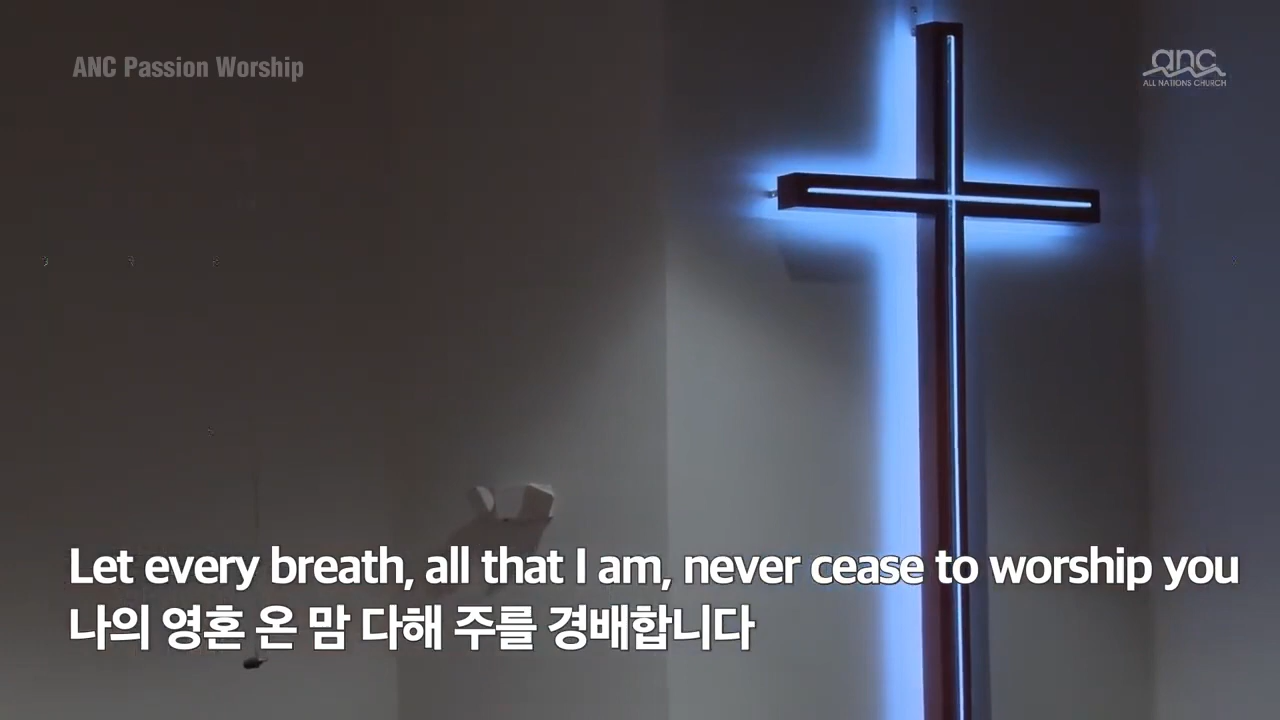 ANC Passion Worship
anc
ALL NATIONS CHURCH
Let every breath, all that I am, never cease to worship you
나의 영혼 온 맘 다해 주를 경배합니다